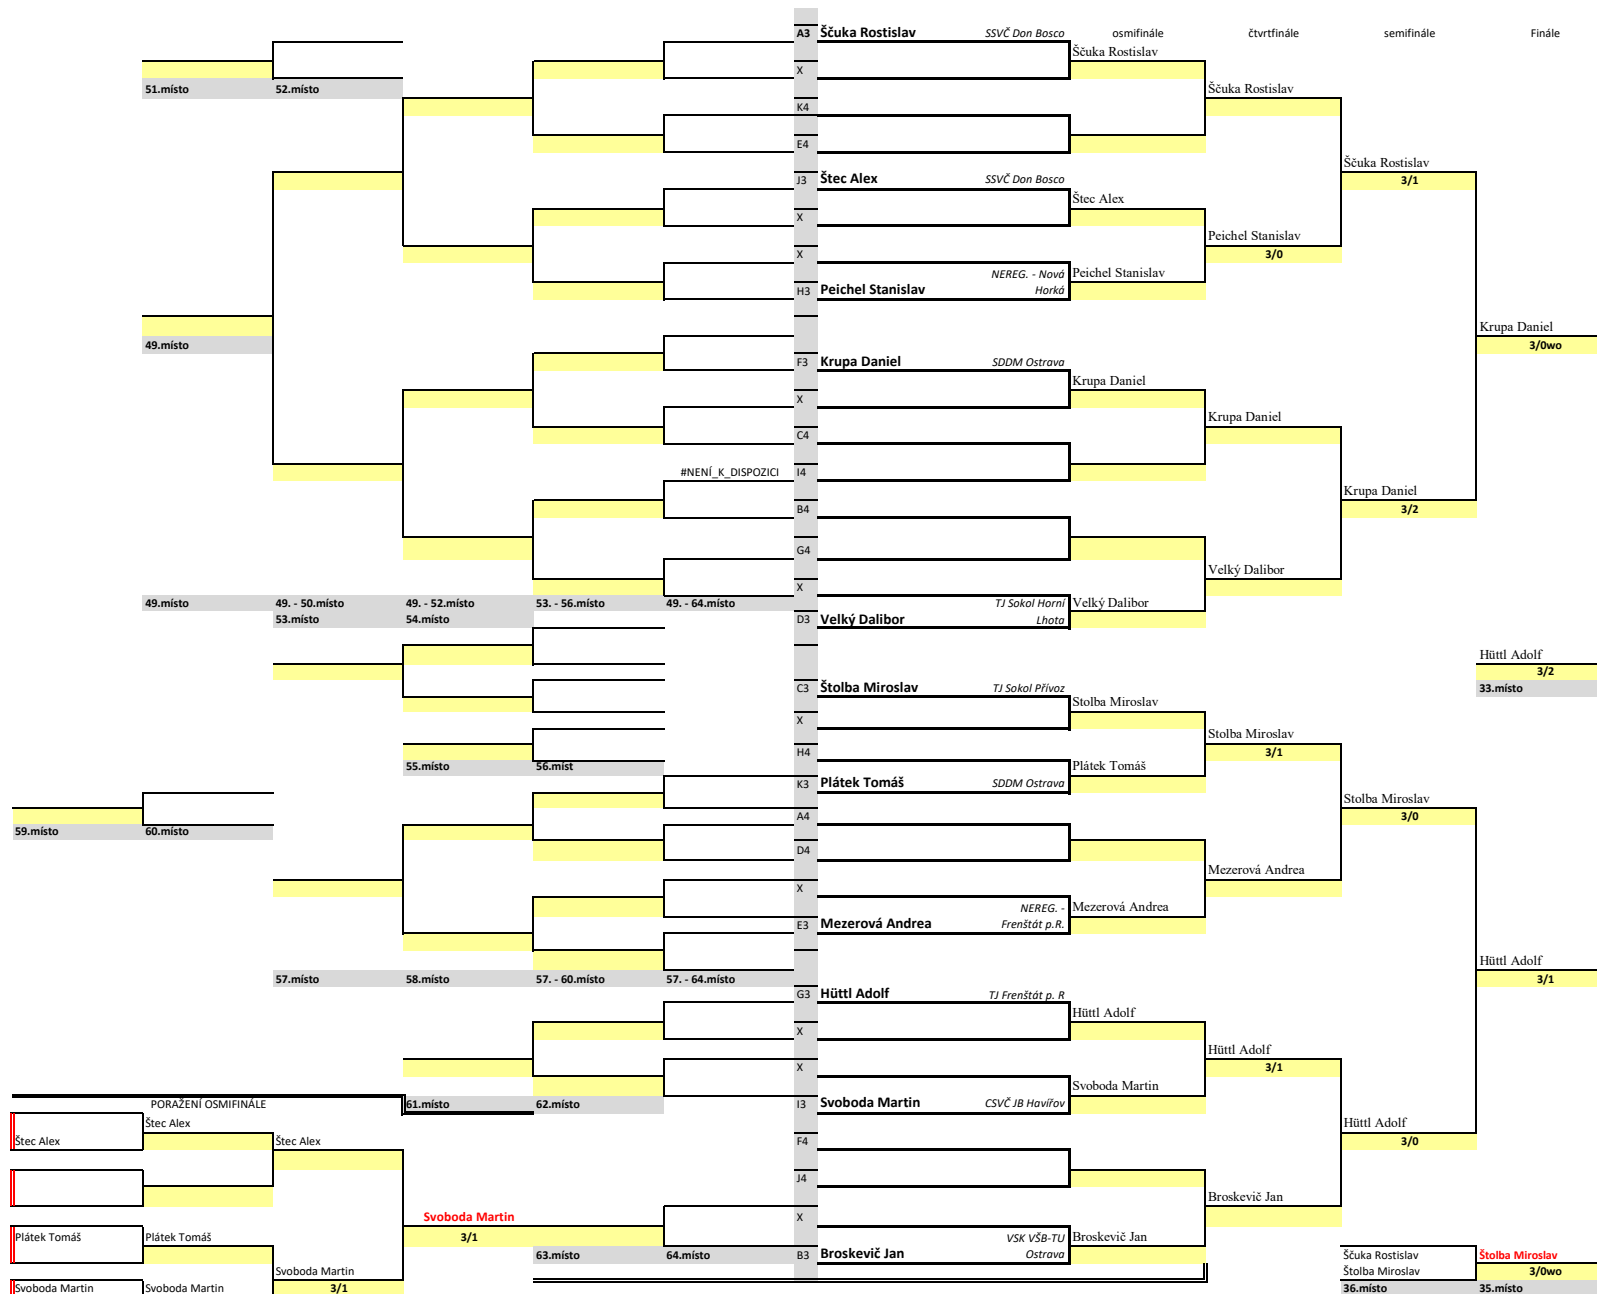 A3 Ščuka Rostislav SSVČ Don Bosco osmifinále čtvrtfinále semifinále Finále
Ščuka Rostislav
X
51.místo 52.místo Ščuka Rostislav
K4
E4
Ščuka Rostislav
J3 Štec Alex SSVČ Don Bosco 3/1
Štec Alex
X
Peichel Stanislav
X 3/0
NEREG. - Nová Peichel Stanislav
H3 Peichel Stanislav Horká
Krupa Daniel
49.místo 3/0wo
F3 Krupa Daniel SDDM Ostrava
Krupa Daniel
X
Krupa Daniel
C4
#NENÍ_K_DISPOZICI I4
Krupa Daniel
B4 3/2
G4
Velký Dalibor
X
49.místo 49. - 50.místo 49. - 52.místo 53. - 56.místo 49. - 64.místo TJ Sokol Horní Velký Dalibor
53.místo 54.místo D3 Velký Dalibor Lhota
Hüttl Adolf
3/2
C3 Štolba Miroslav TJ Sokol Přívoz 33.místo
Štolba Miroslav
X
Štolba Miroslav
H4 3/1
55.místo 56.míst Plátek Tomáš
K3 Plátek Tomáš SDDM Ostrava
Štolba Miroslav
A4 3/0
59.místo 60.místo
D4
Mezerová Andrea
X
NEREG. - Mezerová Andrea
E3 Mezerová Andrea Frenštát p.R.
Hüttl Adolf
57.místo 58.místo 57. - 60.místo 57. - 64.místo 3/1
G3 Hüttl Adolf TJ Frenštát p. R
Hüttl Adolf
X
Hüttl Adolf
X 3/1
Svoboda Martin
PORAŽENÍ OSMIFINÁLE 61.místo 62.místo I3 Svoboda Martin CSVČ JB Havířov
Štec Alex Hüttl Adolf
Štec Alex Štec Alex F4 3/0
J4
Broskevič Jan
Svoboda Martin X
Plátek Tomáš Plátek Tomáš 3/1 VSK VŠB-TU Broskevič Jan
63.místo 64.místo B3 Broskevič Jan Ostrava Ščuka Rostislav Štolba Miroslav
Svoboda Martin Štolba Miroslav 3/0wo
Svoboda Martin Svoboda Martin 3/1 36.místo 35.místo